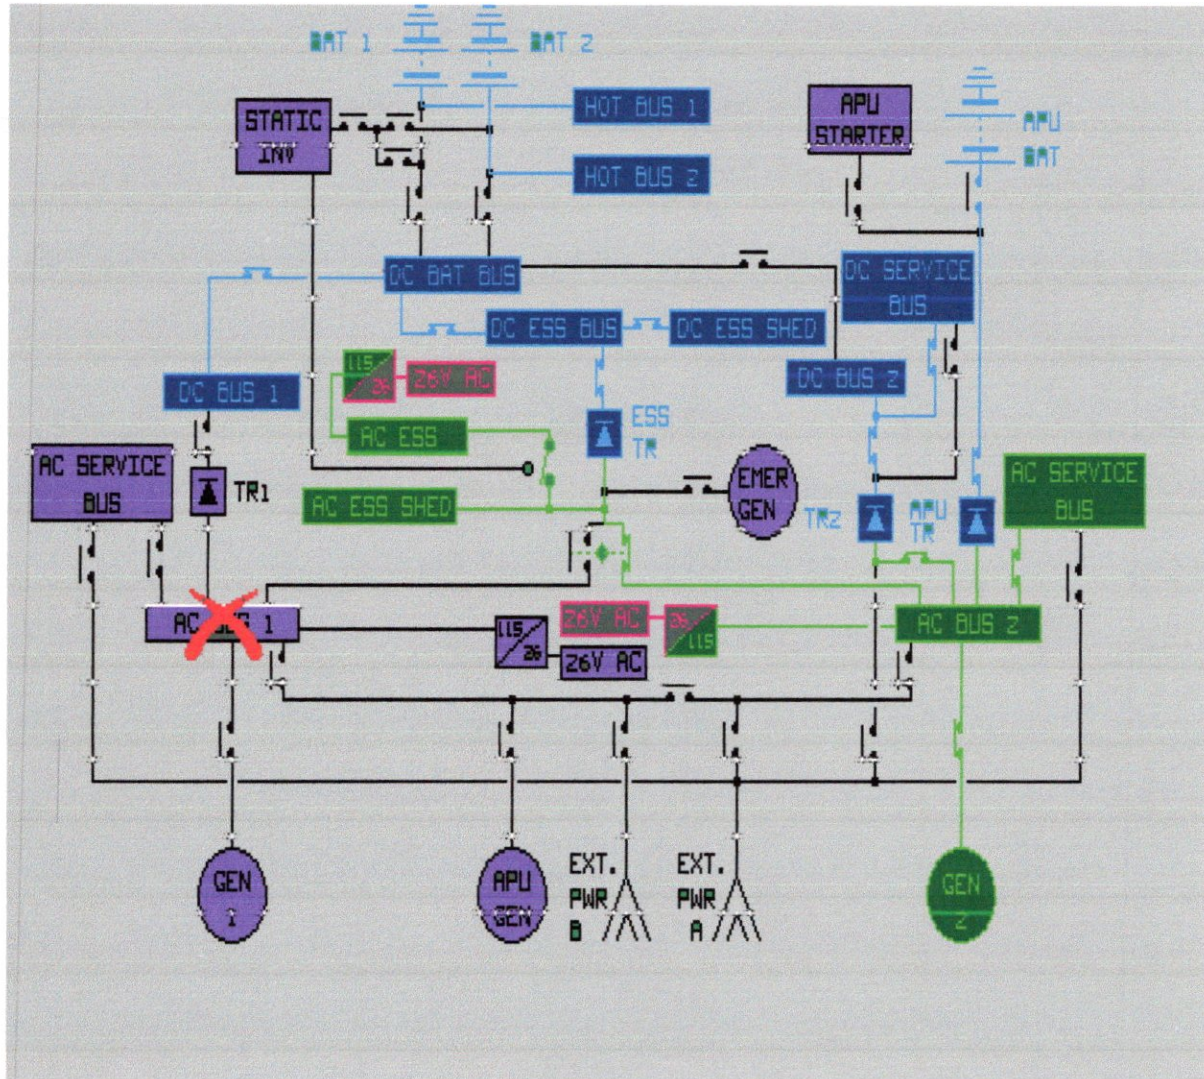 BAT 1
BAT 2
STATIC
INV
HOT BUS 1
HOT BUS 2
APU
STARTER
APU
BAT
DC BAT BUS
DC SERVICE
BUS
DC ESS BUS
DC ESS SHED
115
26
26V AC
DC BUS 1
DC BUS 2
AC ESS
ESS
TR
AC SERVICE
BUS
TR1
AC ESS SHED
EMER
GEN
TR2
APU
TR
AC SERVICE
BUS
AC BUS 1
115
26
26V AC
26V AC
26
115
AC BUS 2
GEN
1
APU
GEN
EXT.
PWR
B
EXT.
PWR
A
GEN
2